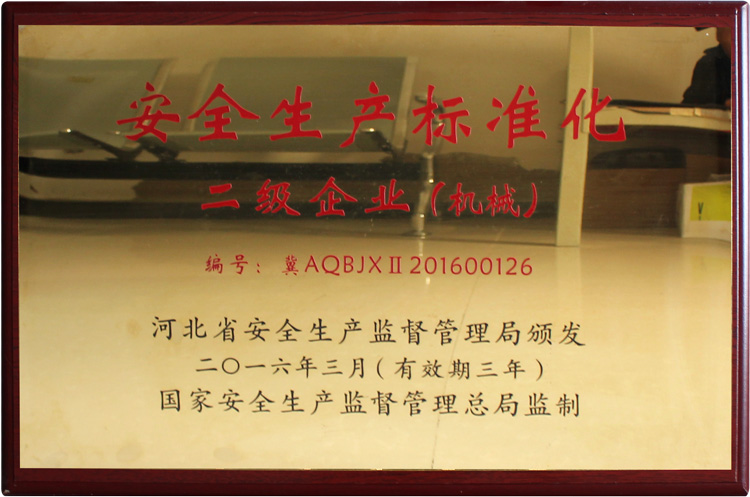 安全生产标准化
二级企业(机械)
编号：冀AQBJXⅡ201600126
河北省安全生产监督管理局颁发
二〇一六年三月(有效期三年)
国家安全生产监督管理总局监制